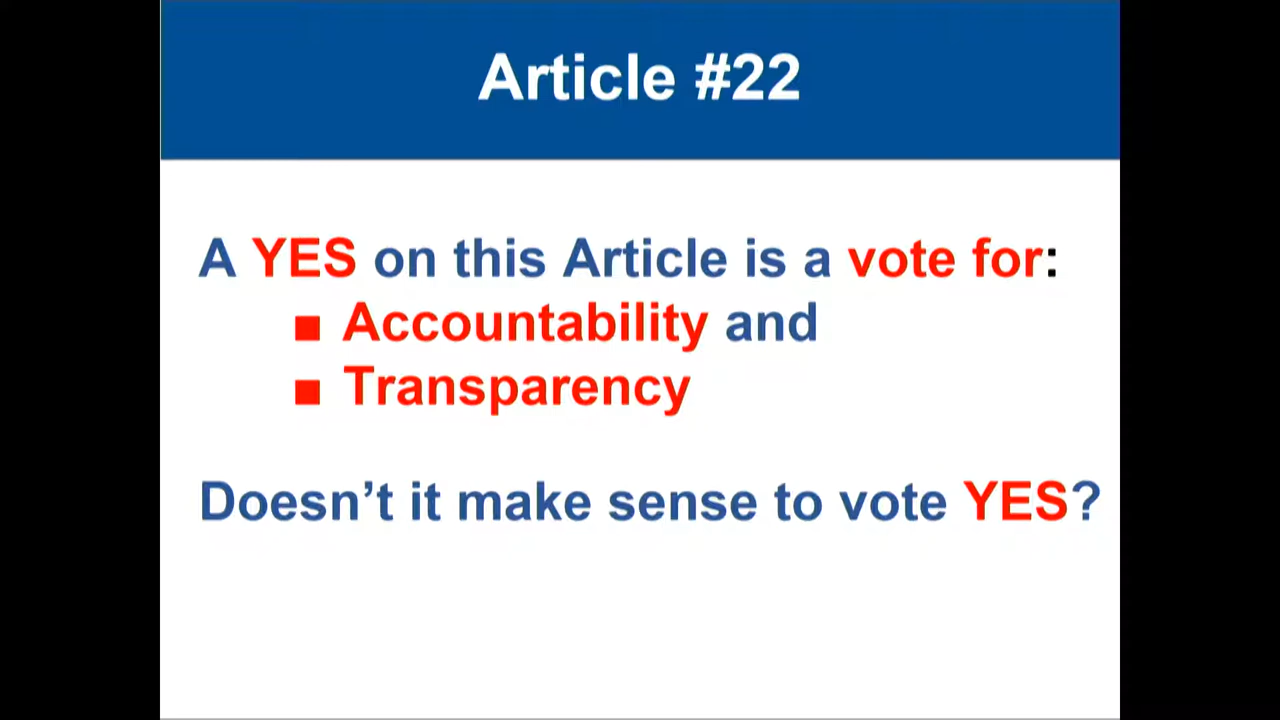 Article #22
A YES on this Article is a vote for:
▪ Accountability and
▪ Transparency
Doesn’t it make sense to vote YES?